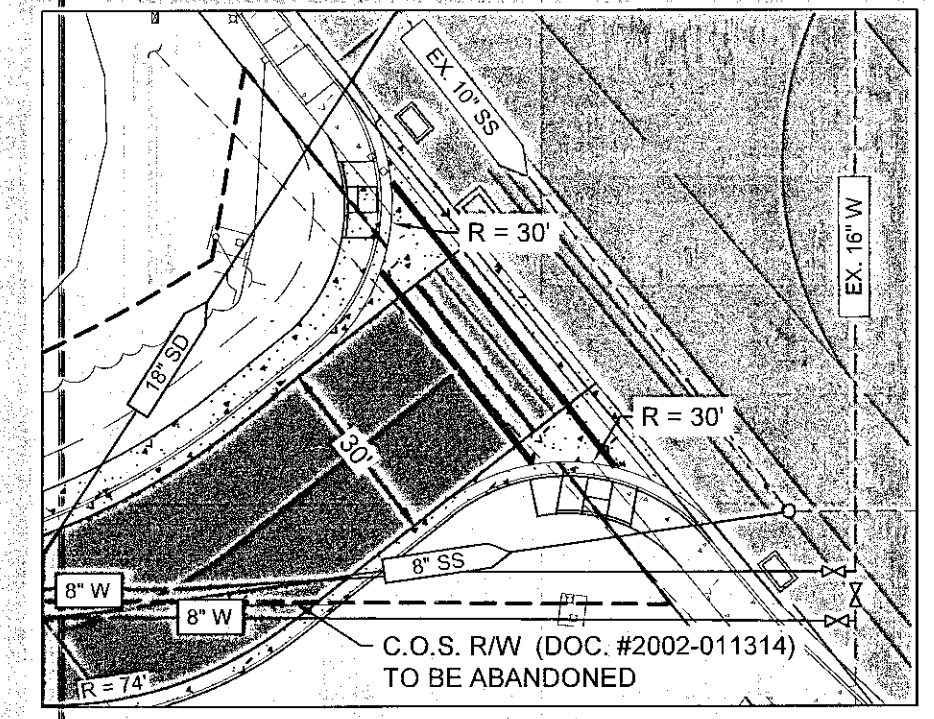 EX. 10" SS
R = 30'
EX. 16" W
18" SD
R = 30'
30'
8" SS
8" W
8" W
C.O.S. R/W (DOC. #2002-011314)
TO BE ABANDONED
R = 74'